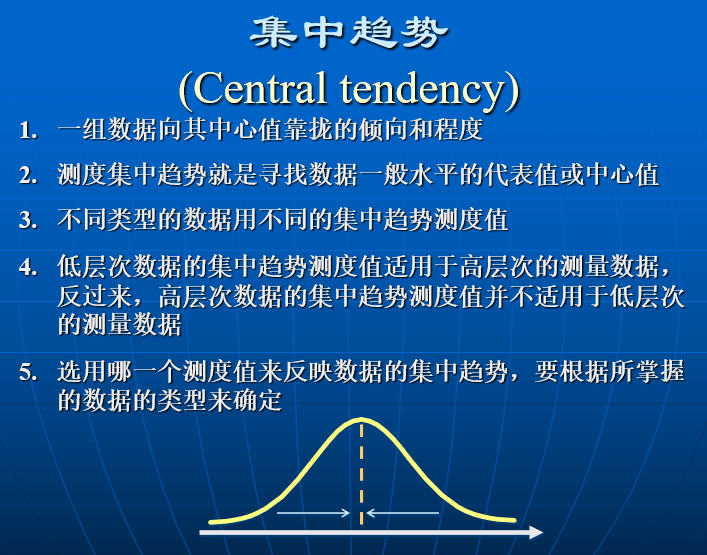 集中趋势
(Central tendency)
1. 一组数据向其中心值靠拢的倾向和程度
2. 测度集中趋势就是寻找数据一般水平的代表值或中心值
3. 不同类型的数据用不同的集中趋势测度值
4. 低层次数据的集中趋势测度值适用于高层次的测量数据，
反过来，高层次数据的集中趋势测度值并不适用于低层次
的测量数据
5. 选用哪一个测度值来反映数据的集中趋势，要根据所掌握
的数据的类型来确定